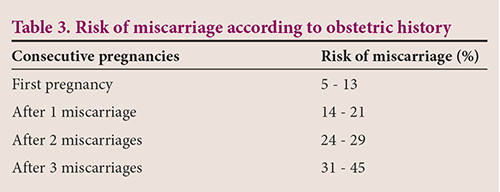 Table 3. Risk of miscarriage according to obstetric history
Consecutive pregnancies Risk of miscarriage (%)
First pregnancy 5 - 13
After 1 miscarriage 14 - 21
After 2 miscarriages 24 - 29
After 3 miscarriages 31 - 45